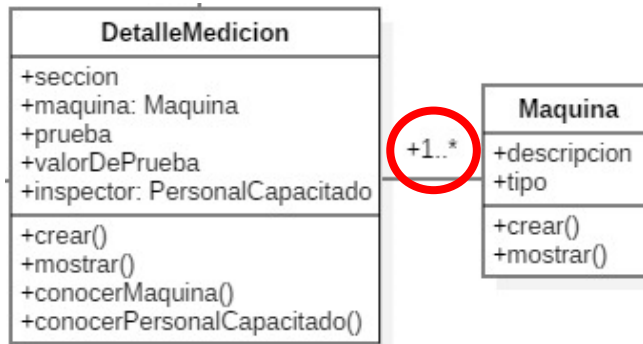 DetalleMedicion
+seccion
+maquina: Maquina
+prueba
+valorDePrueba
+inspector: PersonalCapacitado
+crear()
+mostrar()
+conocerMaquina()
+conocerPersonalCapacitado()
+1..*
Maquina
+descripcion
+tipo
+crear()
+mostrar()